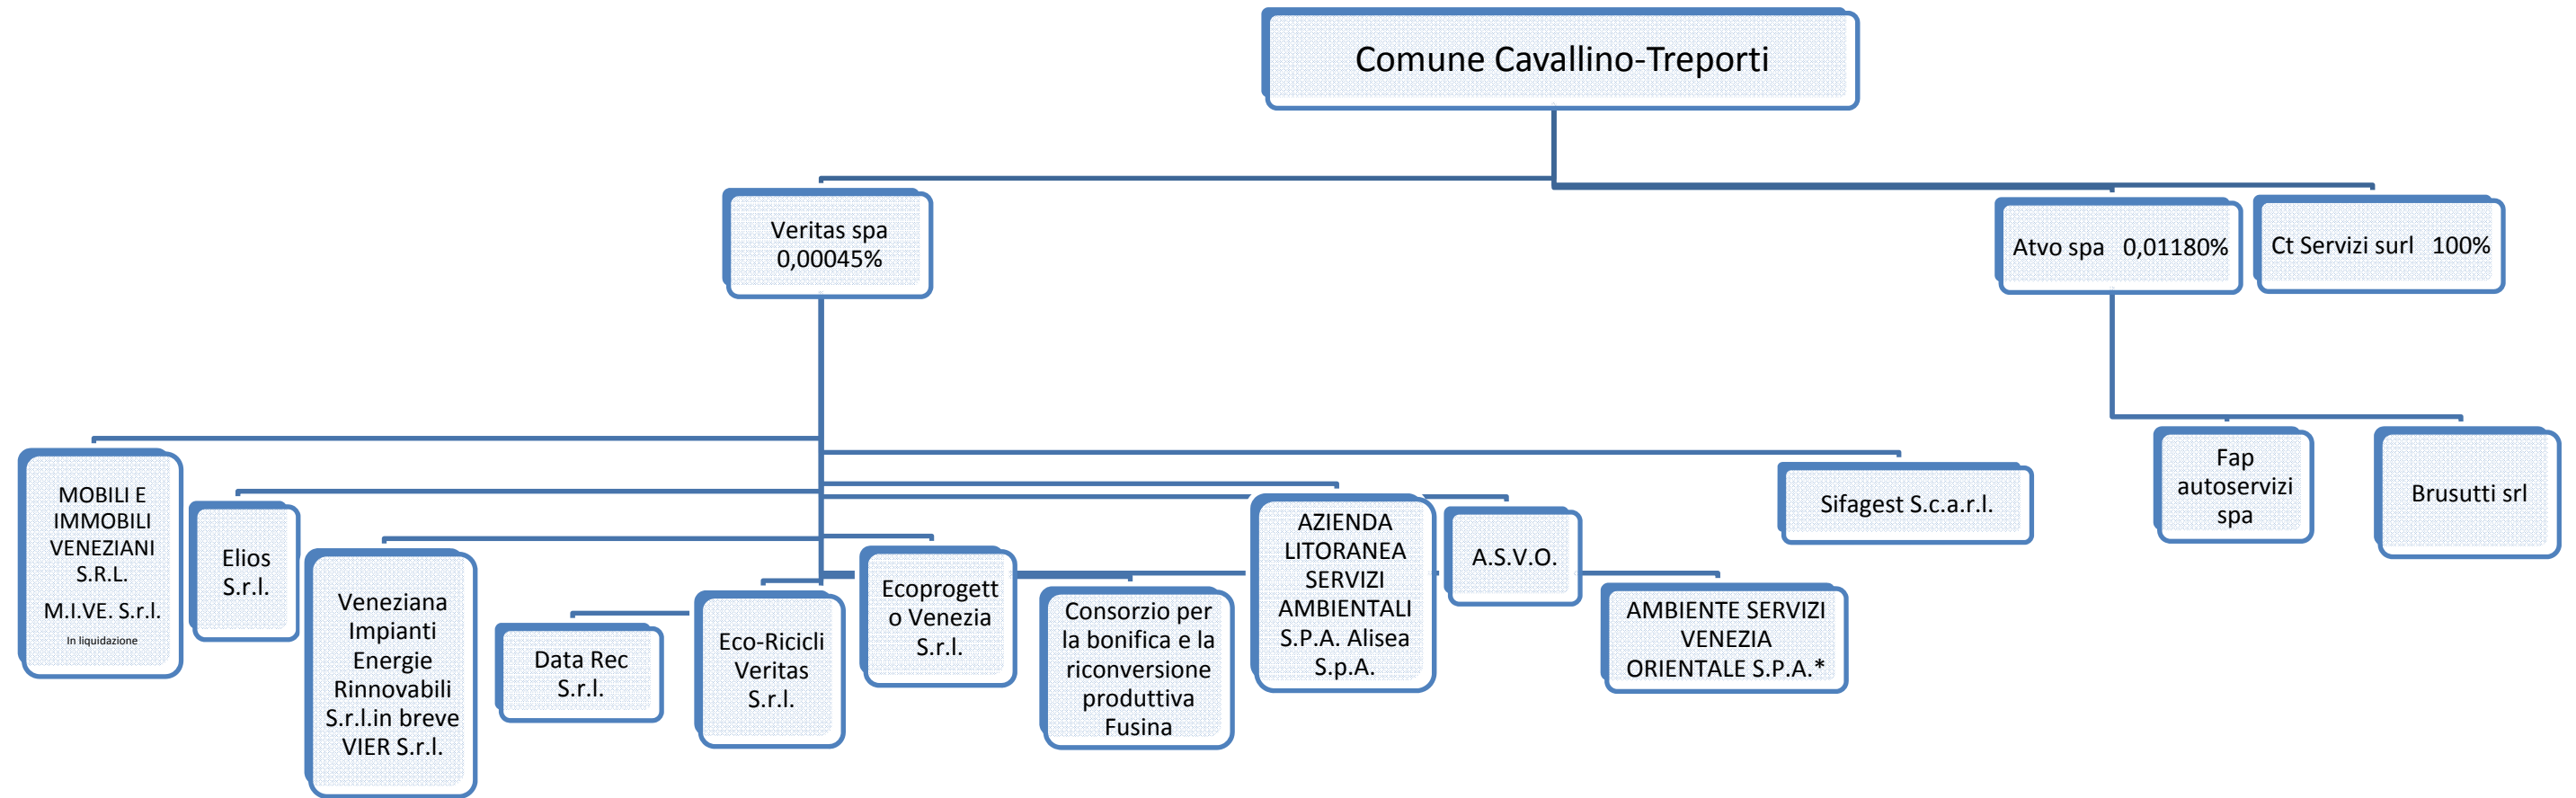 Comune Cavallino-Treporti
Veritas spa
0,00045%
Atvo spa   0,01180%
Ct Servizi surl   100%
MOBILI E
IMMOBILI
VENEZIANI
S.R.L.
M.I.VE. S.r.l.
In liquidazione
Elios
S.r.l.
Veneziana
Impianti
Energie
Rinnovabili
S.r.l.in breve
VIER S.r.l.
Data Rec
S.r.l.
Eco-Ricicli
Veritas
S.r.l.
Ecoprogett
o Venezia
S.r.l.
Consorzio per
la bonifica e la
riconversione
produttiva
Fusina
AZIENDA
LITORANEA
SERVIZI
AMBIENTALI
S.P.A. Alisea
S.p.A.
A.S.V.O.
AMBIENTE SERVIZI
VENEZIA
ORIENTALE S.P.A.*
Sifagest S.c.a.r.l.
Fap
autoservizi
spa
Brusutti srl